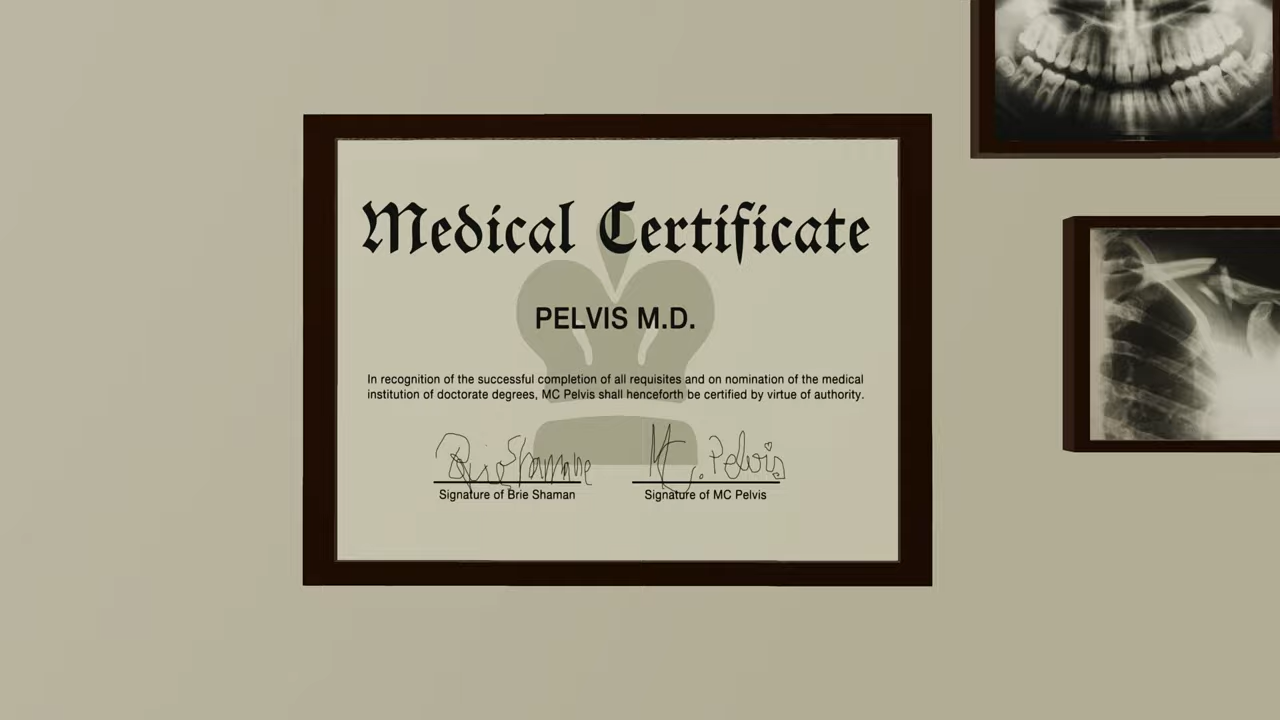 Medical Certificate
PELVIS M.D.
In recognition of the successful completion of all requisites and on nomination of the medical
institution of doctorate degrees, MC Pelvis shall henceforth be certified by virtue of authority.
Brie Shamane MC. Pelvis
Signature of Brie Shaman Signature of MC Pelvis